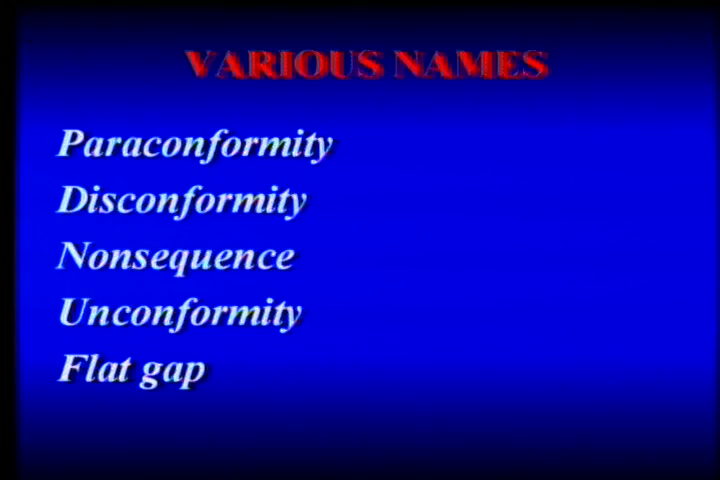 VARIOUS NAMES
Paraconformity
Disconformity
Nonsequence
Unconformity
Flat gap